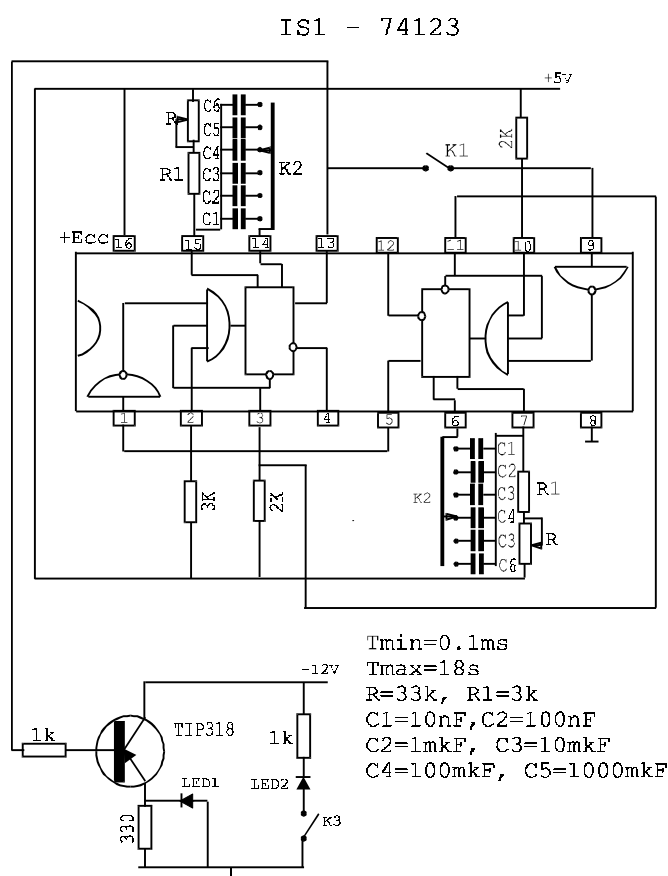 IS1 - 74123
+5V
C6
R
C5
C4
R1
C3
K2
C2
C1
2K
K1
+Ecc
16
15
14
13
12
11
10
9
1
2
3
4
5
6
7
8
3K
2K
K2
C1
C2
C3
C4
C3
C6
R1
R
Tmin=0.1ms
Tmax=18s
R=33k, R1=3k
C1=10nF,C2=100nF
C2=1mkF, C3=10mkF
C4=100mkF, C5=1000mkF
-12V
1k
TIP318
1k
LED1
LED2
330
K3